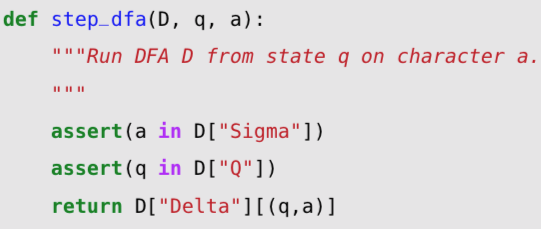 def step_dfa(D, q, a):
    """Run DFA D from state q on character a.
    """
    assert(a in D["Sigma"])
    assert(q in D["Q"])
    return D["Delta"][(q,a)]